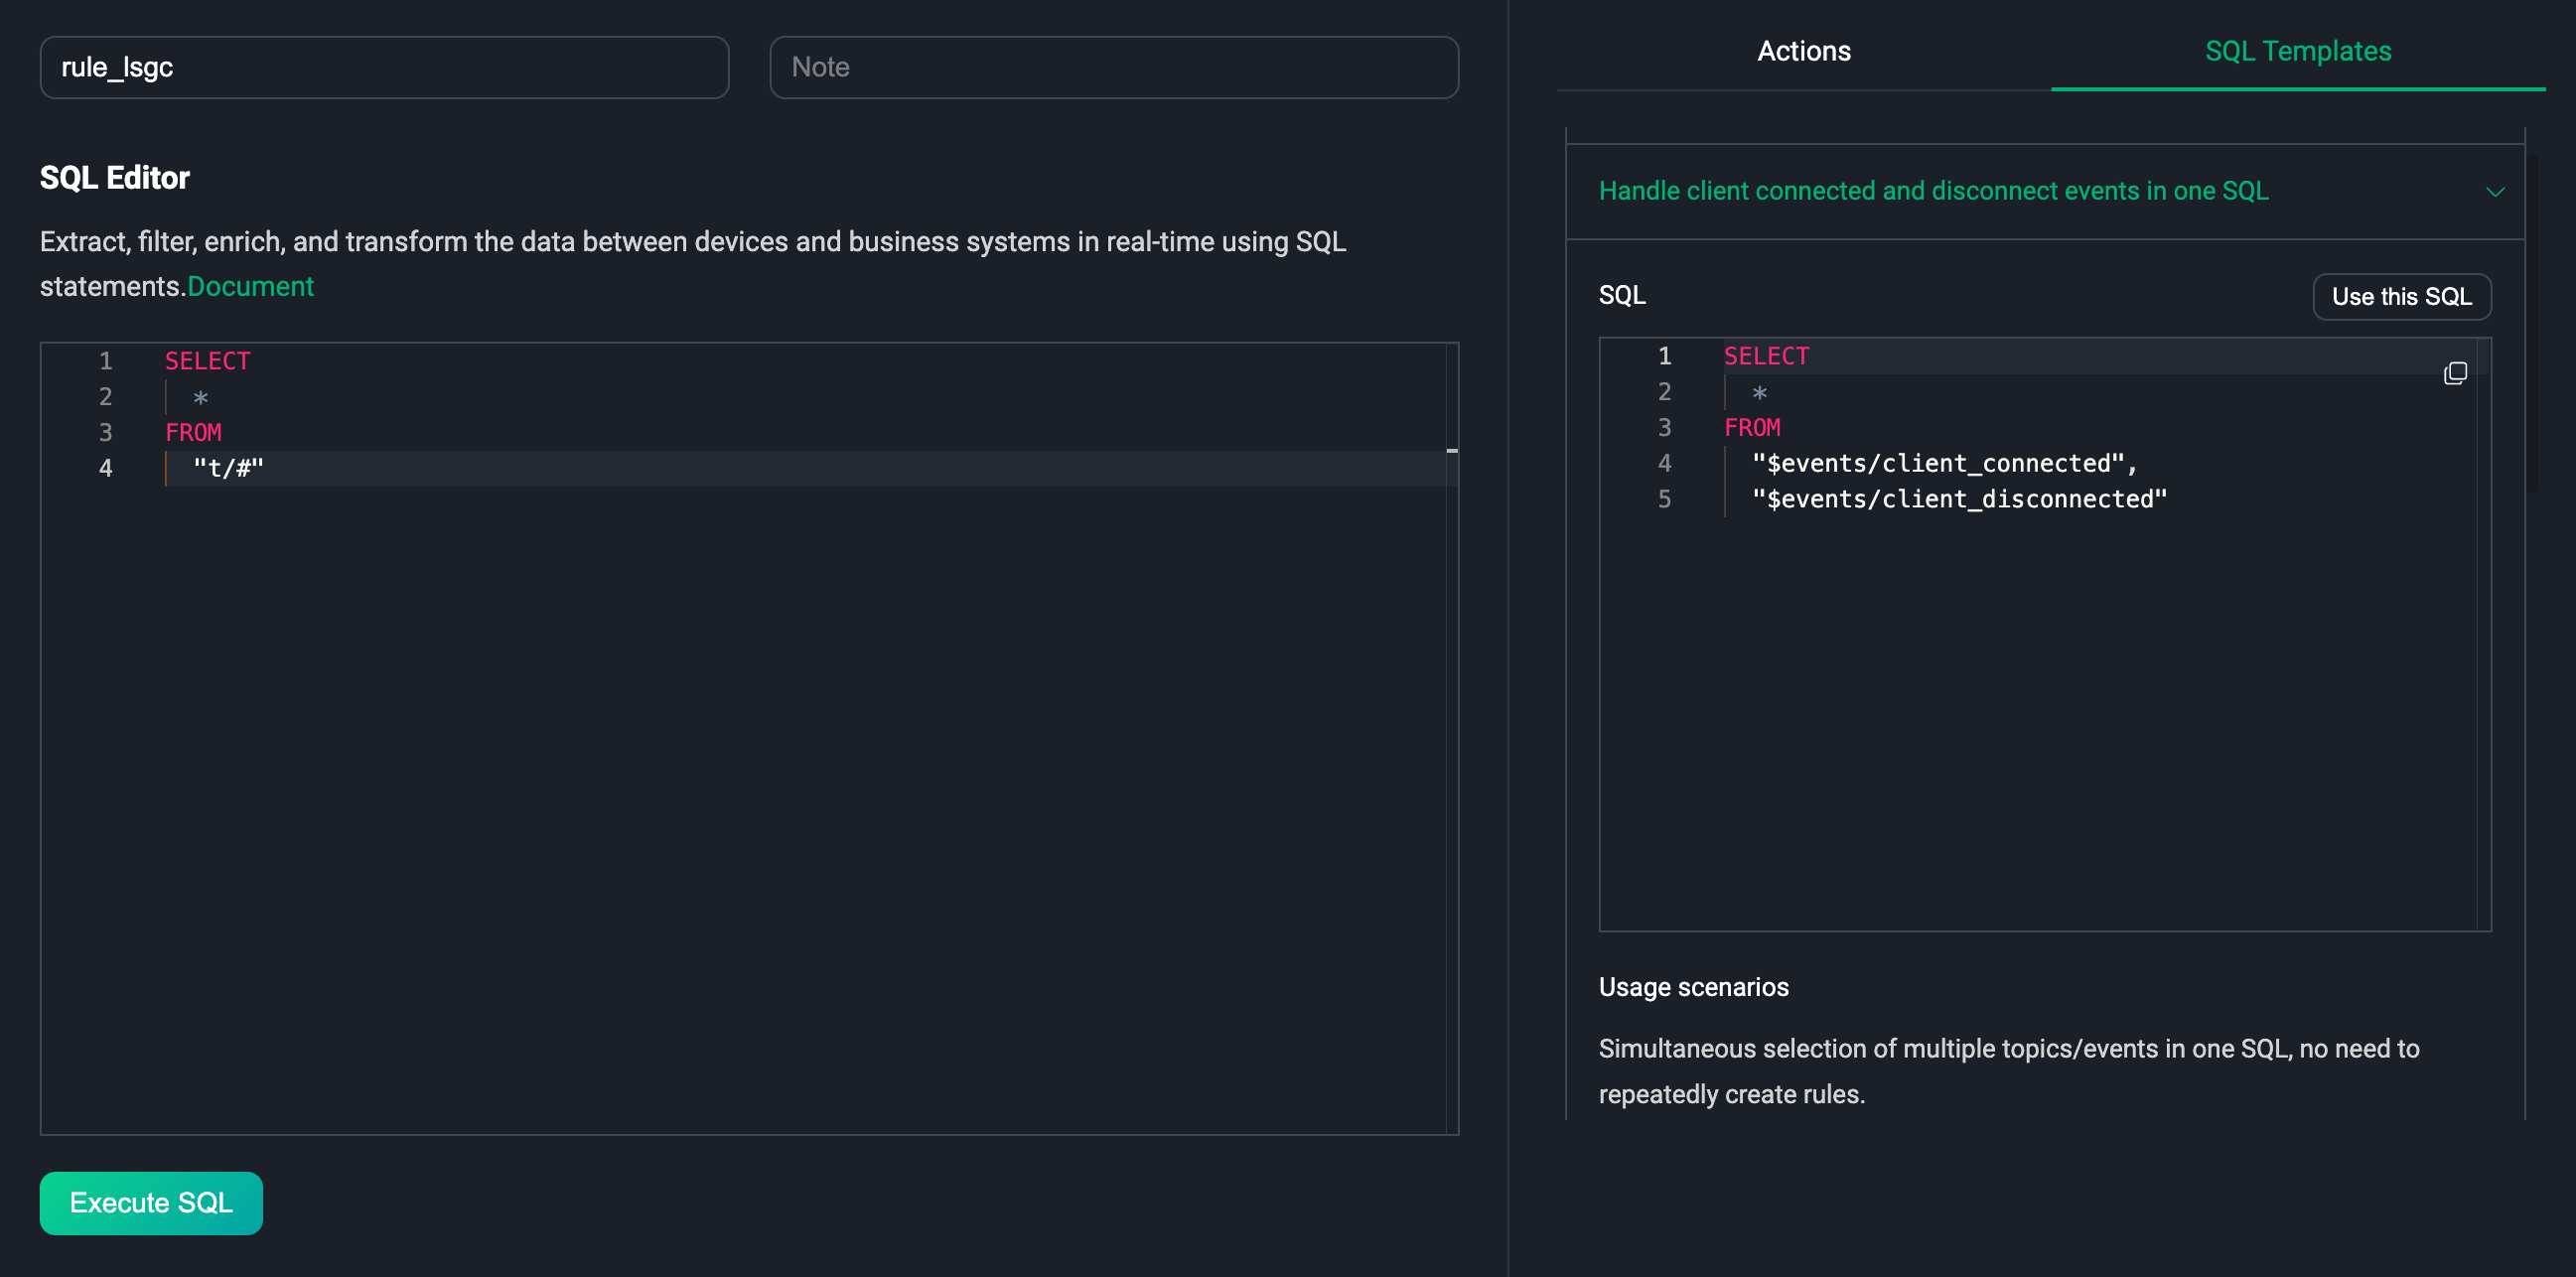 rule_lsgc
Note
SQL Editor
Extract, filter, enrich, and transform the data between devices and business systems in real-time using SQL
statements.Document
1 SELECT
2 *
3 FROM
4 "t/#"
Execute SQL
Actions
SQL Templates
Handle client connected and disconnect events in one SQL
SQL
Use this SQL
1 SELECT
2 *
3 FROM
4 "$events/client_connected",
5 "$events/client_disconnected"
Usage scenarios
Simultaneous selection of multiple topics/events in one SQL, no need to
repeatedly create rules.